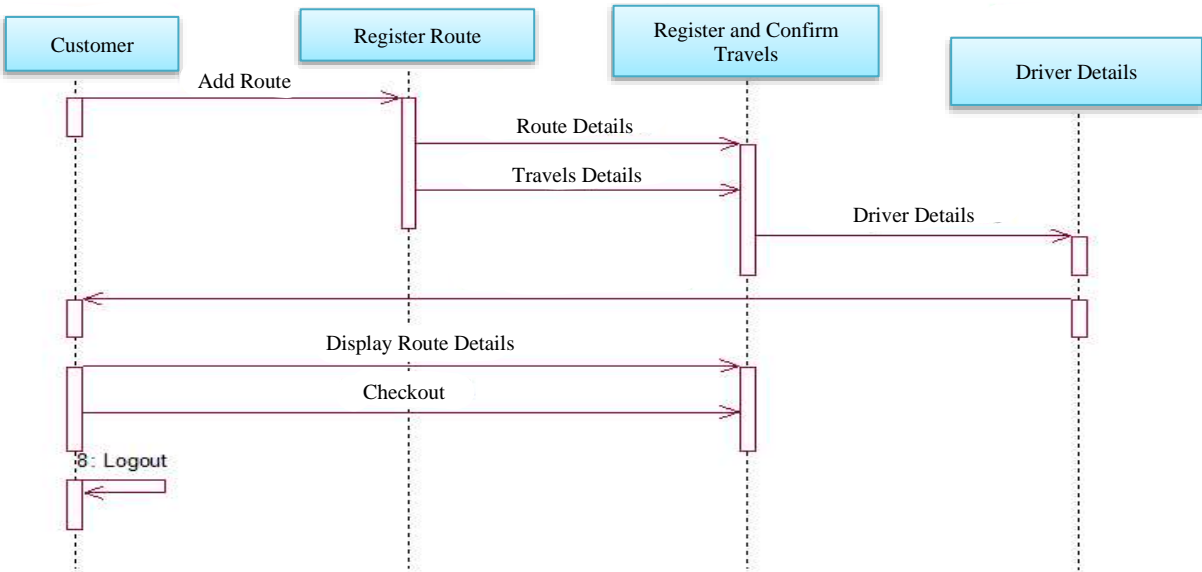 Customer
Register Route
Register and Confirm
Travels
Driver Details
Add Route
Route Details
Travels Details
Driver Details
Display Route Details
Checkout
8: Logout